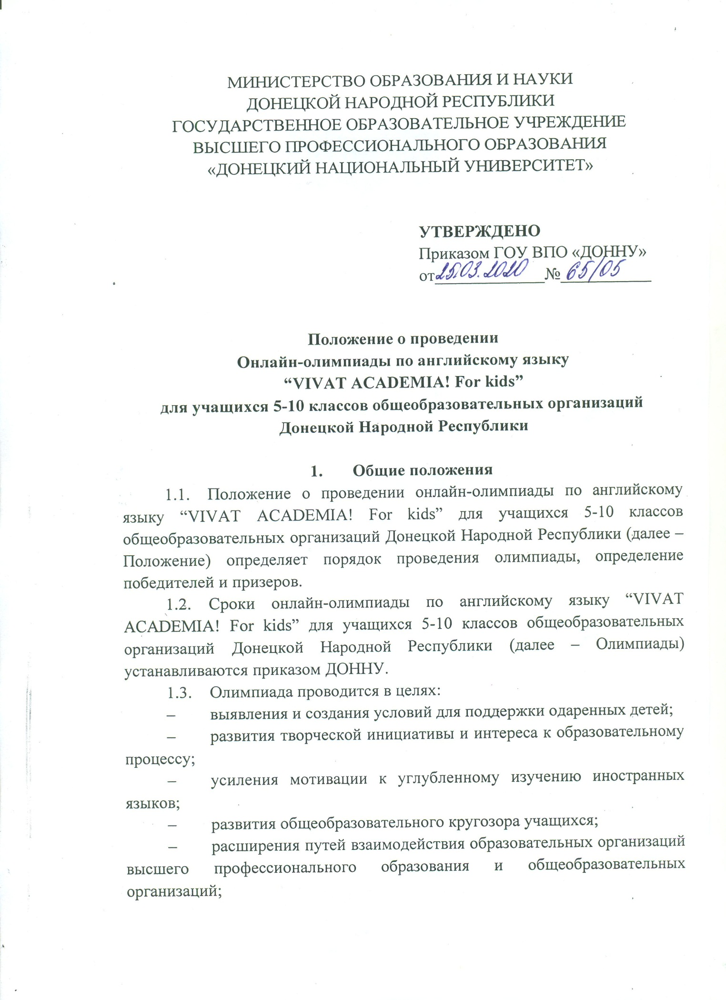 МИНИСТЕРСТВО ОБРАЗОВАНИЯ И НАУКИ
ДОНЕЦКОЙ НАРОДНОЙ РЕСПУБЛИКИ
ГОСУДАРСТВЕННОЕ ОБРАЗОВАТЕЛЬНОЕ УЧРЕЖДЕНИЕ
ВЫСШЕГО ПРОФЕССИОНАЛЬНОГО ОБРАЗОВАНИЯ
«ДОНЕЦКИЙ НАЦИОНАЛЬНЫЙ УНИВЕРСИТЕТ»
УТВЕРЖДЕНО
Приказом ГОУ ВПО «ДОННУ»
от 25.03.2020 № 65/05
Положение о проведении
Онлайн-олимпиады по английскому языку
“VIVAT ACADEMIA! For kids”
для учащихся 5-10 классов общеобразовательных организаций
Донецкой Народной Республики
1. Общие положения
1.1. Положение о проведении онлайн-олимпиады по английскому
языку “VIVAT ACADEMIA! For kids” для учащихся 5-10 классов
общеобразовательных организаций Донецкой Народной Республики (далее –
Положение) определяет порядок проведения олимпиады, определение
победителей и призеров.
1.2. Сроки онлайн-олимпиады по английскому языку “VIVAT
ACADEMIA! For kids” для учащихся 5-10 классов общеобразовательных
организаций Донецкой Народной Республики (далее – Олимпиады)
устанавливаются приказом ДОННУ.
1.3. Олимпиада проводится в целях:
– выявления и создания условий для поддержки одаренных детей;
– развития творческой инициативы и интереса к образовательному
процессу;
– усиления мотивации к углубленному изучению иностранных
языков;
– развития общеобразовательного кругозора учащихся;
– расширения путей взаимодействия образовательных организаций
высшего профессионального образования и общеобразовательных
организаций;